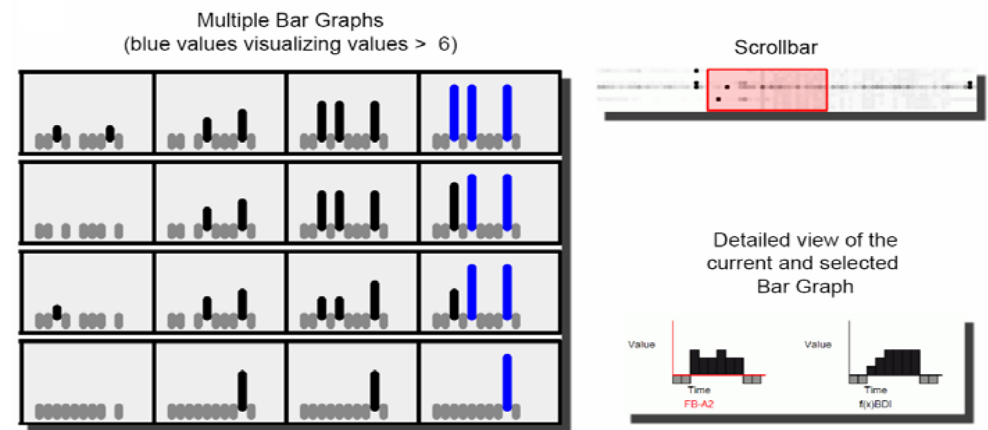 Multiple Bar Graphs
(blue values visualizing values > 6)
Scrollbar
Detailed view of the
current and selected
Bar Graph
Value
Time
FB-A2
Value
Time
f(x)BDI